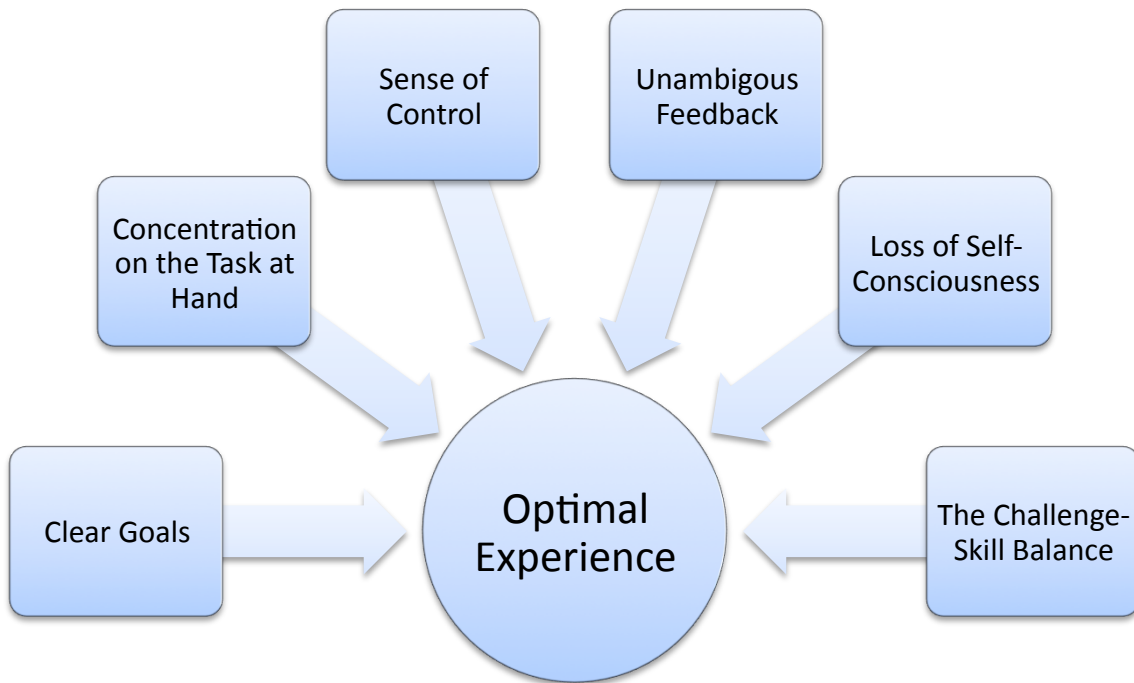 Sense of
Control
Unambigous
Feedback
Concentration
on the Task at
Hand
Loss of Self-
Consciousness
Clear Goals
Optimal
Experience
The Challenge-
Skill Balance